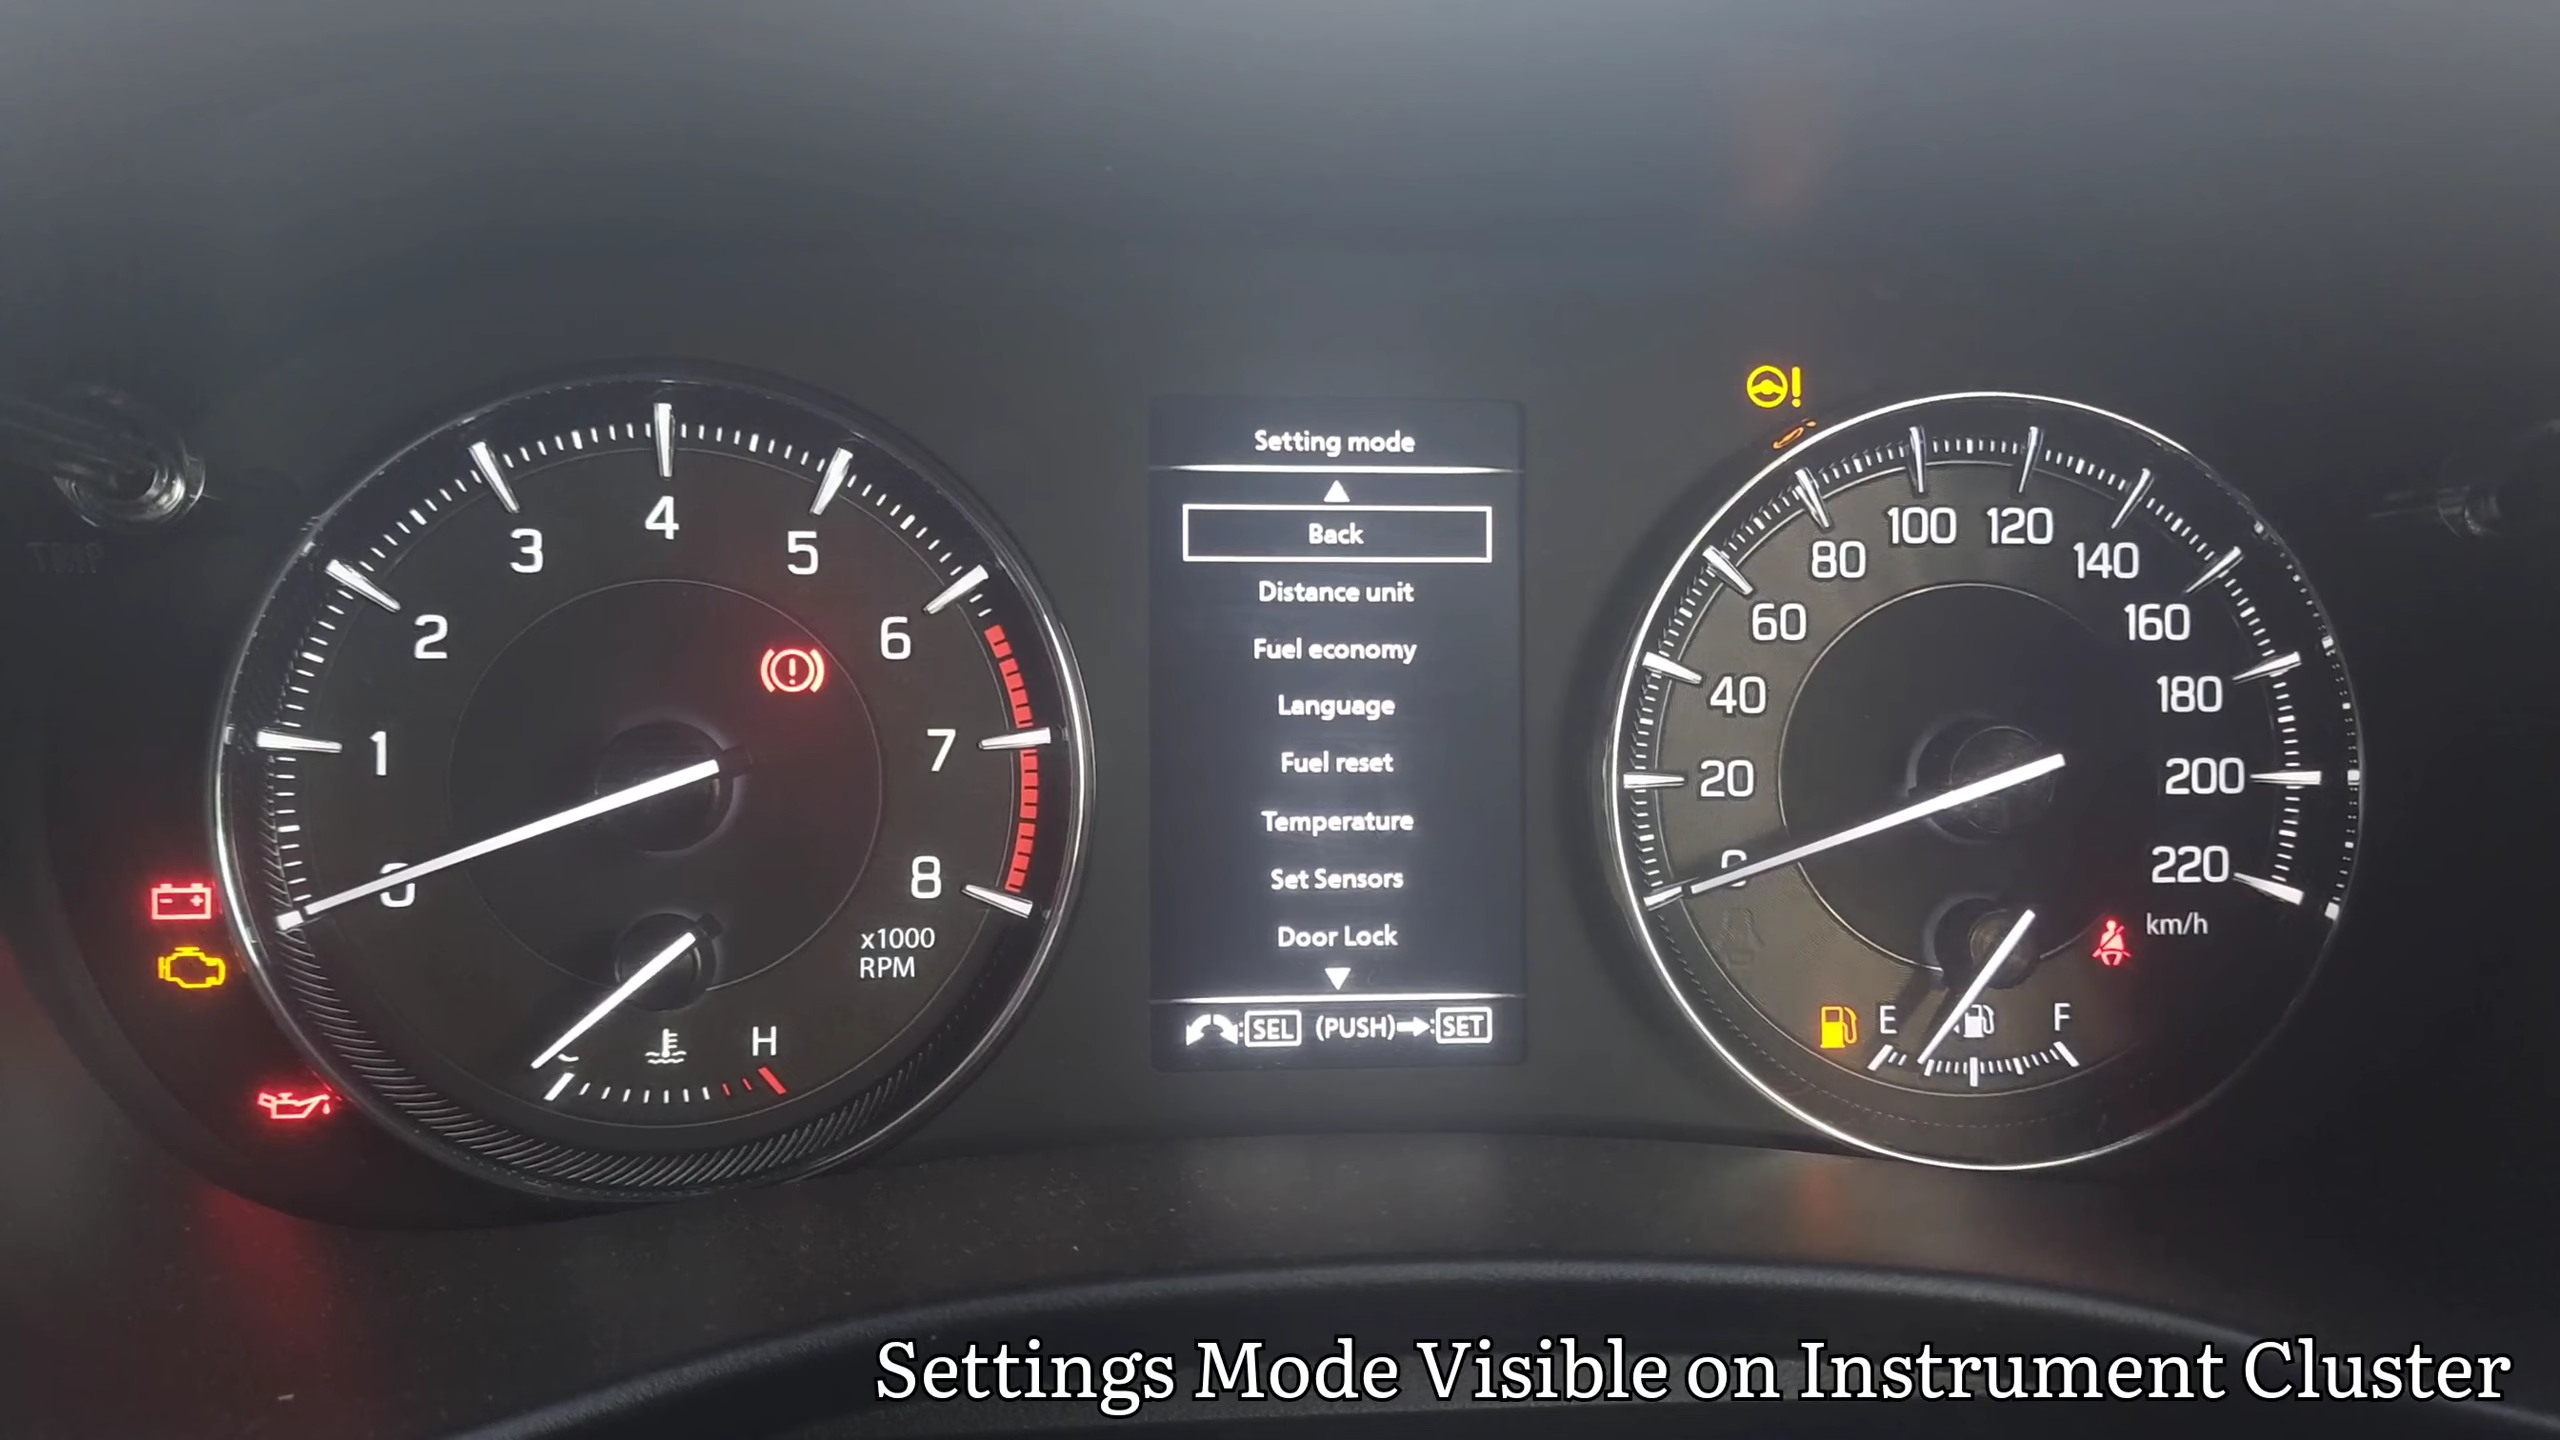 Setting mode
Back
Distance unit
Fuel economy
Language
Fuel reset
Temperature
Set Sensors
Door Lock
:SEL (PUSH) :SET
0
1
2
3
4
5
6
7
8
x1000
RPM
H
0
20
40
60
80
100
120
140
160
180
200
220
km/h
E
F
Settings Mode Visible on Instrument Cluster